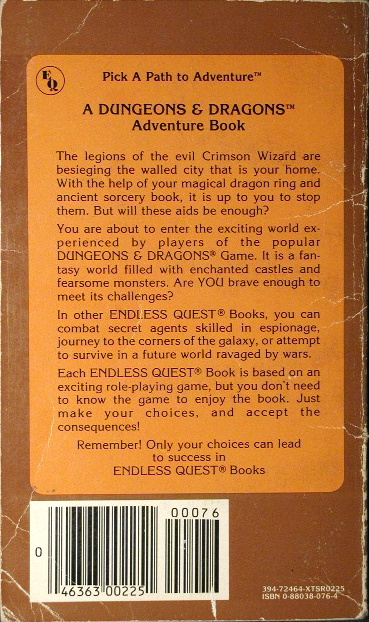 EQ
Pick A Path to Adventure™
A DUNGEONS & DRAGONS™
Adventure Book
The legions of the evil Crimson Wizard are
besieging the walled city that is your home.
With the help of your magical dragon ring and
ancient sorcery book, it is up to you to stop
them. But will these aids be enough?
You are about to enter the exciting world ex-
perienced by players of the popular
DUNGEONS & DRAGONS® Game. It is a fan-
tasy world filled with enchanted castles and
fearsome monsters. Are YOU brave enough to
meet its challenges?
In other ENDLESS QUEST® Books, you can
combat secret agents skilled in espionage,
journey to the corners of the galaxy, or attempt
to survive in a future world ravaged by wars.
Each ENDLESS QUEST® Book is based on an
exciting role-playing game, but you don't need
to know the game to enjoy the book. Just
make your choices, and accept the
consequences!
Remember! Only your choices can lead
to success in
ENDLESS QUEST® Books
00076
0
46363 00225
394-72464-XTSR0225
ISBN 0-88038-076-4